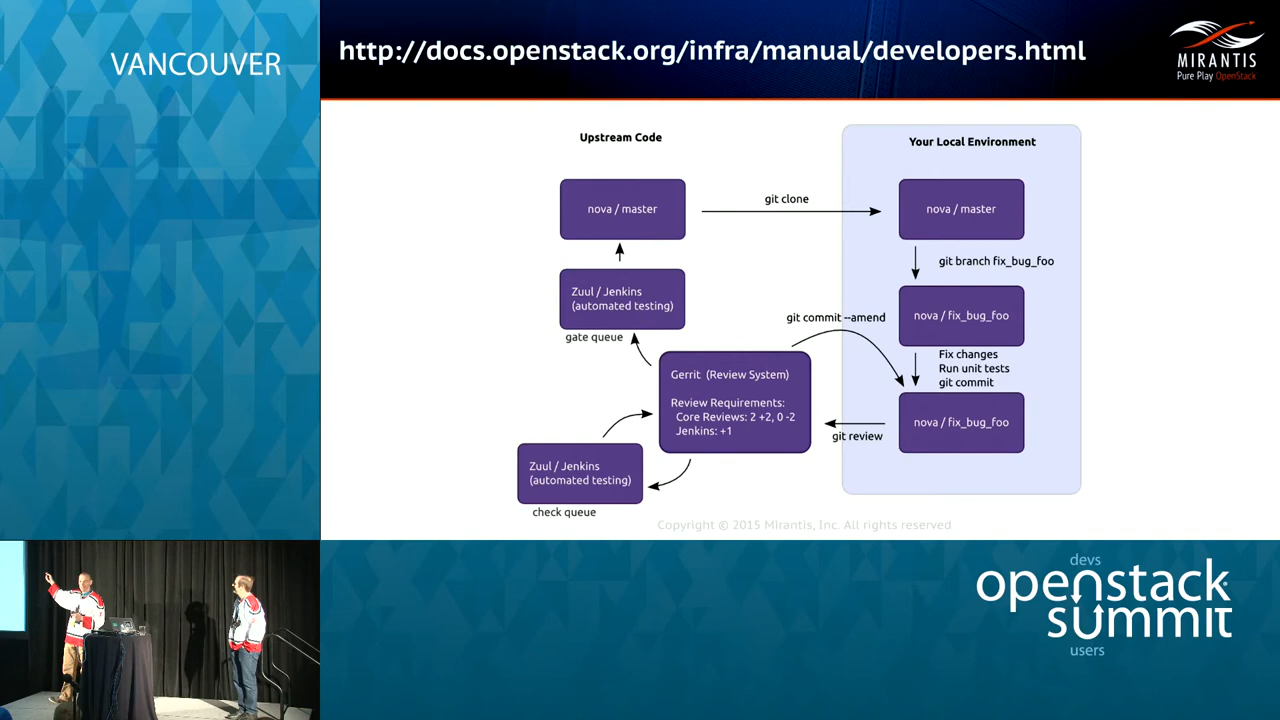 VANCOUVER
http://docs.openstack.org/infra/manual/developers.html
MIRANTIS
Pure Play OpenStack
Upstream Code
Your Local Environment
nova / master
git clone
nova / master
git branch fix_bug_foo
Zuul / Jenkins
(automated testing)
gate queue
git commit --amend
nova / fix_bug_foo
Fix changes
Run unit tests
git commit
Gerrit (Review System)
Review Requirements:
Core Reviews: 2 +2, 0 -2
Jenkins: +1
git review
nova / fix_bug_foo
Zuul / Jenkins
(automated testing)
check queue
Copyright © 2015 Mirantis, Inc. All rights reserved
devs
openstack
summit
users